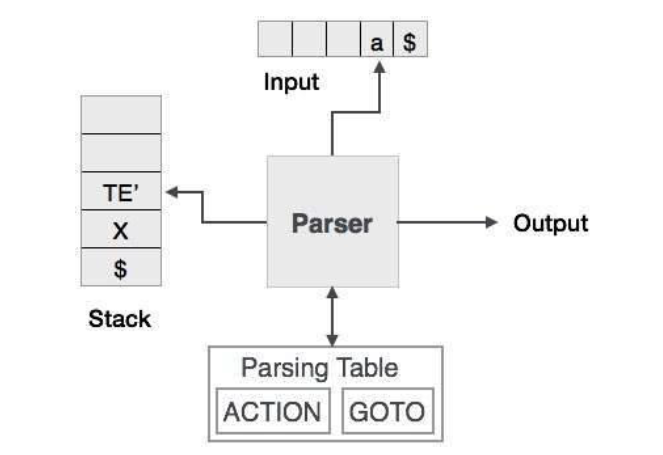 a $
Input
TE’
X
$
Stack
Parser
Output
Parsing Table
ACTION GOTO